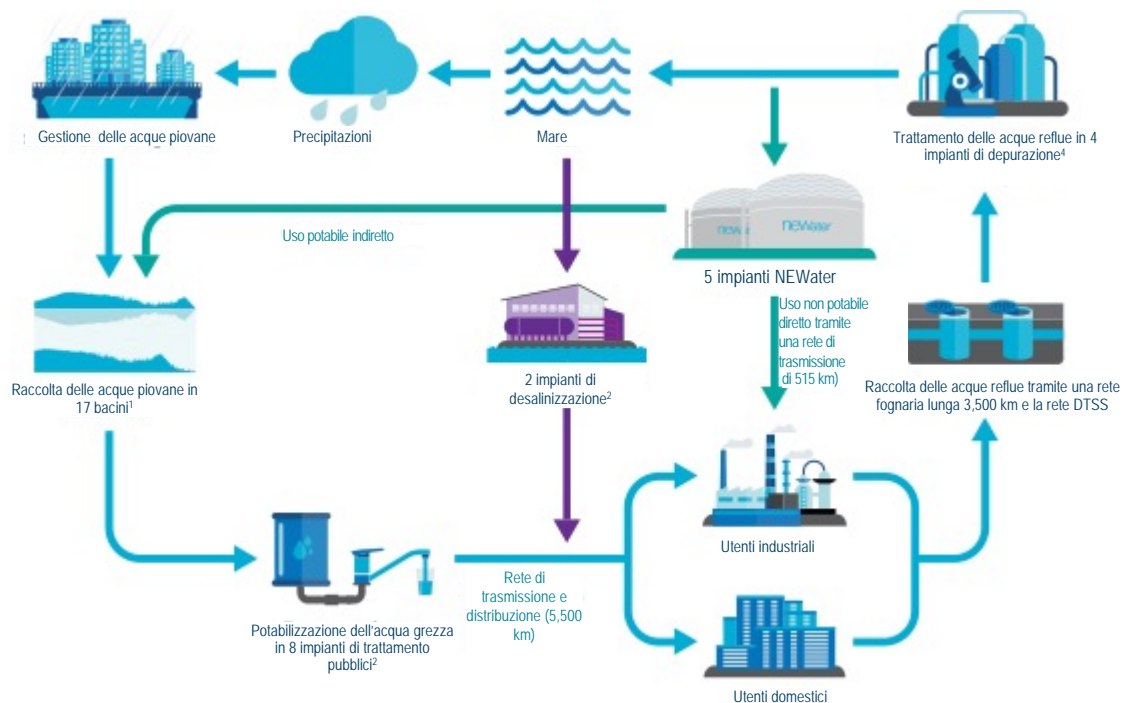 Gestione delle acque piovane
Precipitazioni
Mare
Trattamento delle acque reflue in 4
impianti di depurazione⁴
Uso potabile indiretto
newa
newater
5 impianti NEWater
Uso non potabile
diretto tramite
una rete di
trasmissione
di 515 km)
Raccolta delle acque piovane in
17 bacini¹
2 impianti di
desalinizzazione²
Raccolta delle acque reflue tramite una rete
fognaria lunga 3,500 km e la rete DTSS
Utenti industriali
Rete di
trasmissione e
distribuzione (5,500
km)
Potabilizzazione dell'acqua grezza
in 8 impianti di trattamento
pubblici²
Utenti domestici